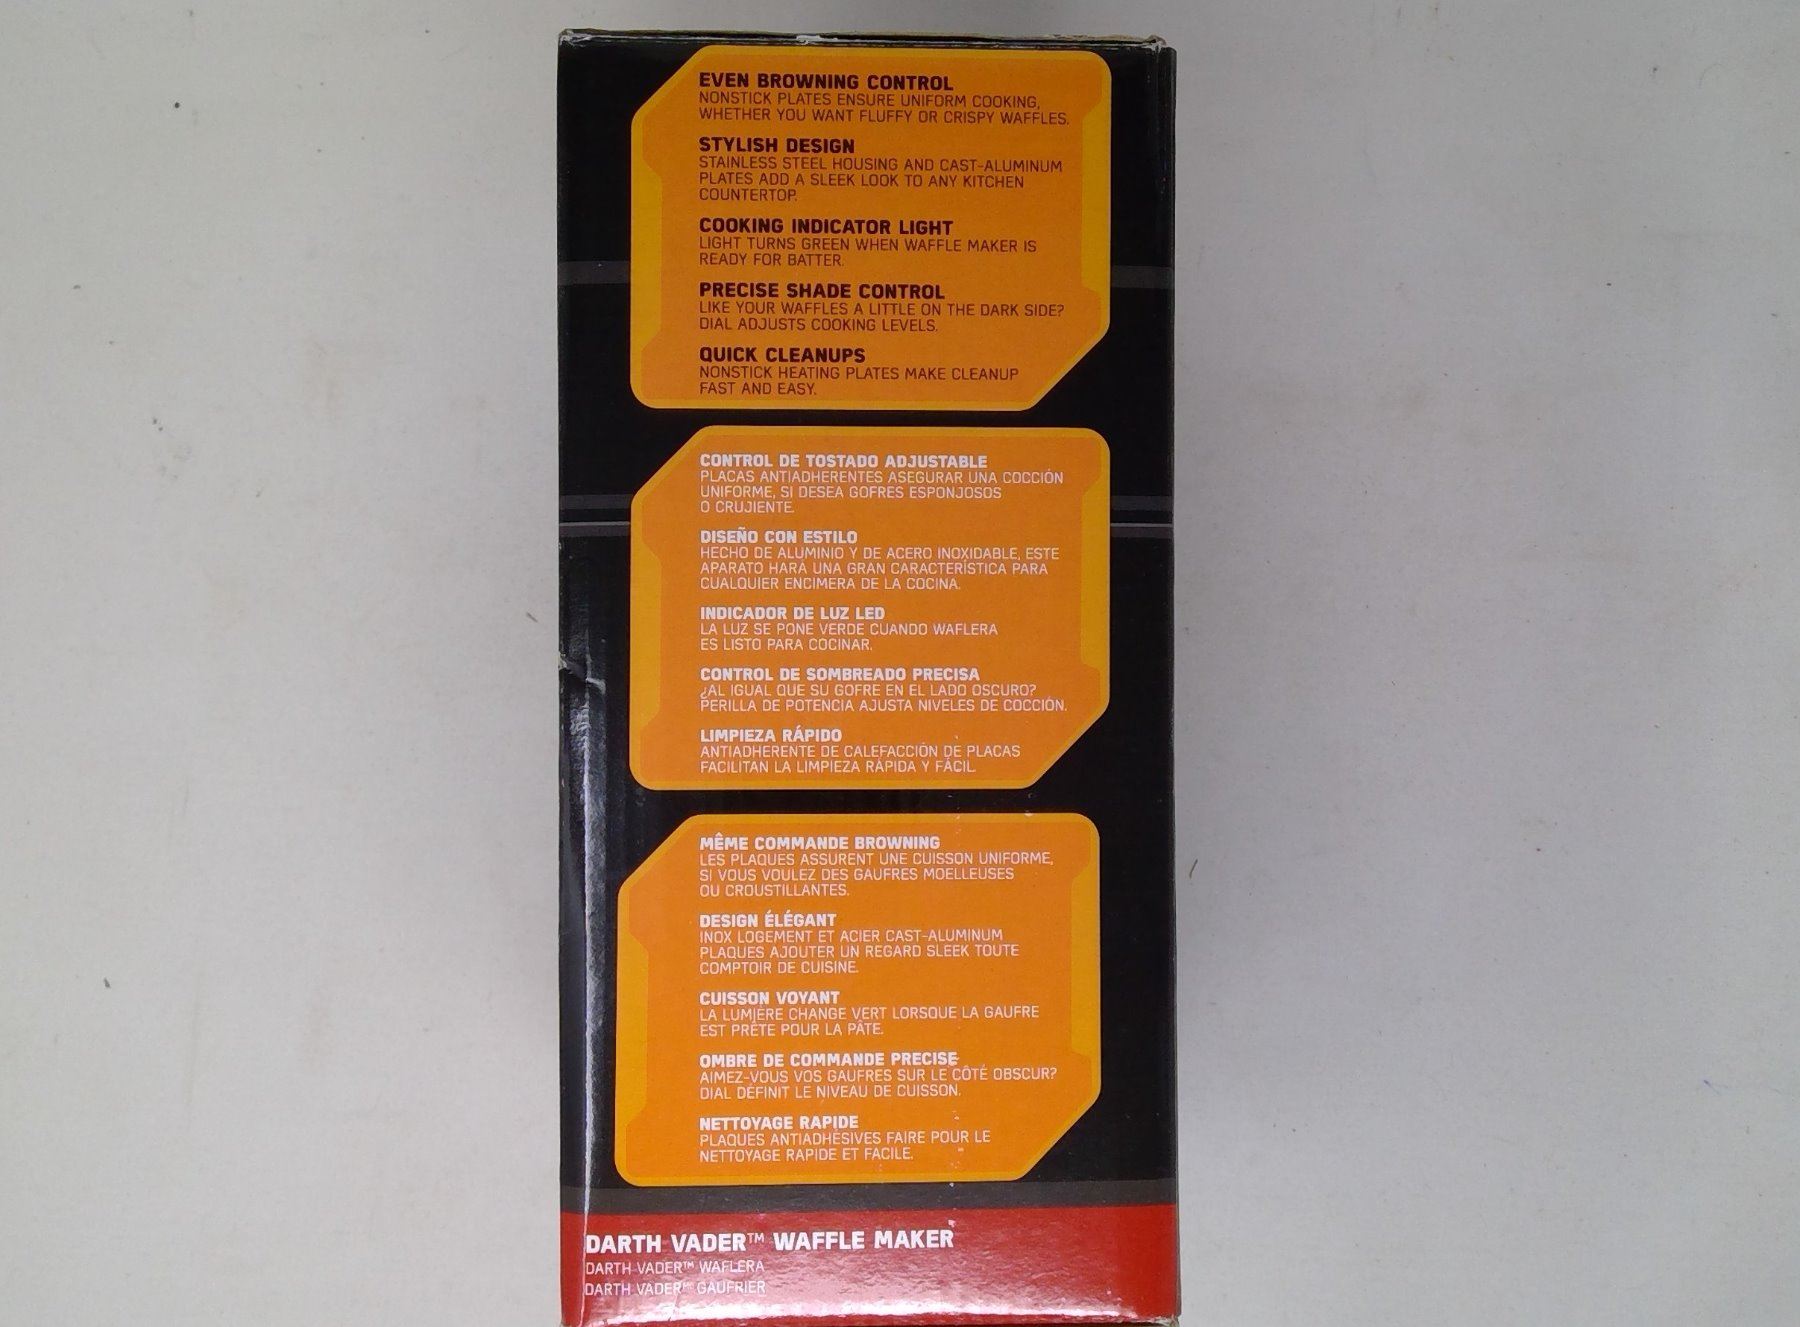 EVEN BROWNING CONTROL
NONSTICK PLATES ENSURE UNIFORM COOKING,
WHETHER YOU WANT FLUFFY OR CRISPY WAFFLES.
STYLISH DESIGN
STAINLESS STEEL HOUSING AND CAST-ALUMINUM
PLATES ADD A SLEEK LOOK TO ANY KITCHEN
COUNTERTOP.
COOKING INDICATOR LIGHT
LIGHT TURNS GREEN WHEN WAFFLE MAKER IS
READY FOR BATTER.
PRECISE SHADE CONTROL
LIKE YOUR WAFFLES A LITTLE ON THE DARK SIDE?
DIAL ADJUSTS COOKING LEVELS.
QUICK CLEANUPS
NONSTICK HEATING PLATES MAKE CLEANUP
FAST AND EASY.
CONTROL DE TOSTADO ADJUSTABLE
PLACAS ANTIADHERENTES ASEGURAR UNA COCCIÓN
UNIFORME, SI DESEA GOFRES ESPONJOSOS
O CRUJIENTE.
DISEÑO CON ESTILO
HECHO DE ALUMINIO Y DE ACERO INOXIDABLE, ESTE
APARATO HARÁ UNA GRAN CARACTERÍSTICA PARA
CUALQUIER ENCIMERA DE LA COCINA.
INDICADOR DE LUZ LED
LA LUZ SE PONE VERDE CUANDO WAFLERA
ES LISTO PARA COCINAR.
CONTROL DE SOMBREADO PRECISA
¿AL IGUAL QUE SU GOFRE EN EL LADO OSCURO?
PERILLA DE POTENCIA AJUSTA NIVELES DE COCCIÓN.
LIMPIEZA RÁPIDO
ANTIADHERENTE DE CALEFACCIÓN DE PLACAS
FACILITAN LA LIMPIEZA RÁPIDA Y FÁCIL
MÊME COMMANDE BROWNING
LES PLAQUES ASSURENT UNE CUISSON UNIFORME,
SI VOUS VOULEZ DES GAUFRES MOELLEUSES
OU CROUSTILLANTES.
DESIGN ÉLÉGANT
INOX LOGEMENT ET ACIER CAST-ALUMINUM
PLAQUES AJOUTER UN REGARD SLEEK TOUTE
COMPTOIR DE CUISINE.
CUISSON VOYANT
LA LUMIÈRE CHANGE VERT LORSQUE LA GAUFRE
EST PRÊTE POUR LA PÂTE.
OMBRE DE COMMANDE PRECISE
AIMEZ-VOUS VOS GAUFRES SUR LE CÔTÉ OBSCUR?
DIAL DÉFINIT LE NIVEAU DE CUISSON.
NETTOYAGE RAPIDE
PLAQUES ANTIADHÉSIVES FAIRE POUR LE
NETTOYAGE RAPIDE ET FACILE.
DARTH VADER™ WAFFLE MAKER
DARTH VADER™ WAFLERA
DARTH VADER™ GAUFRIER